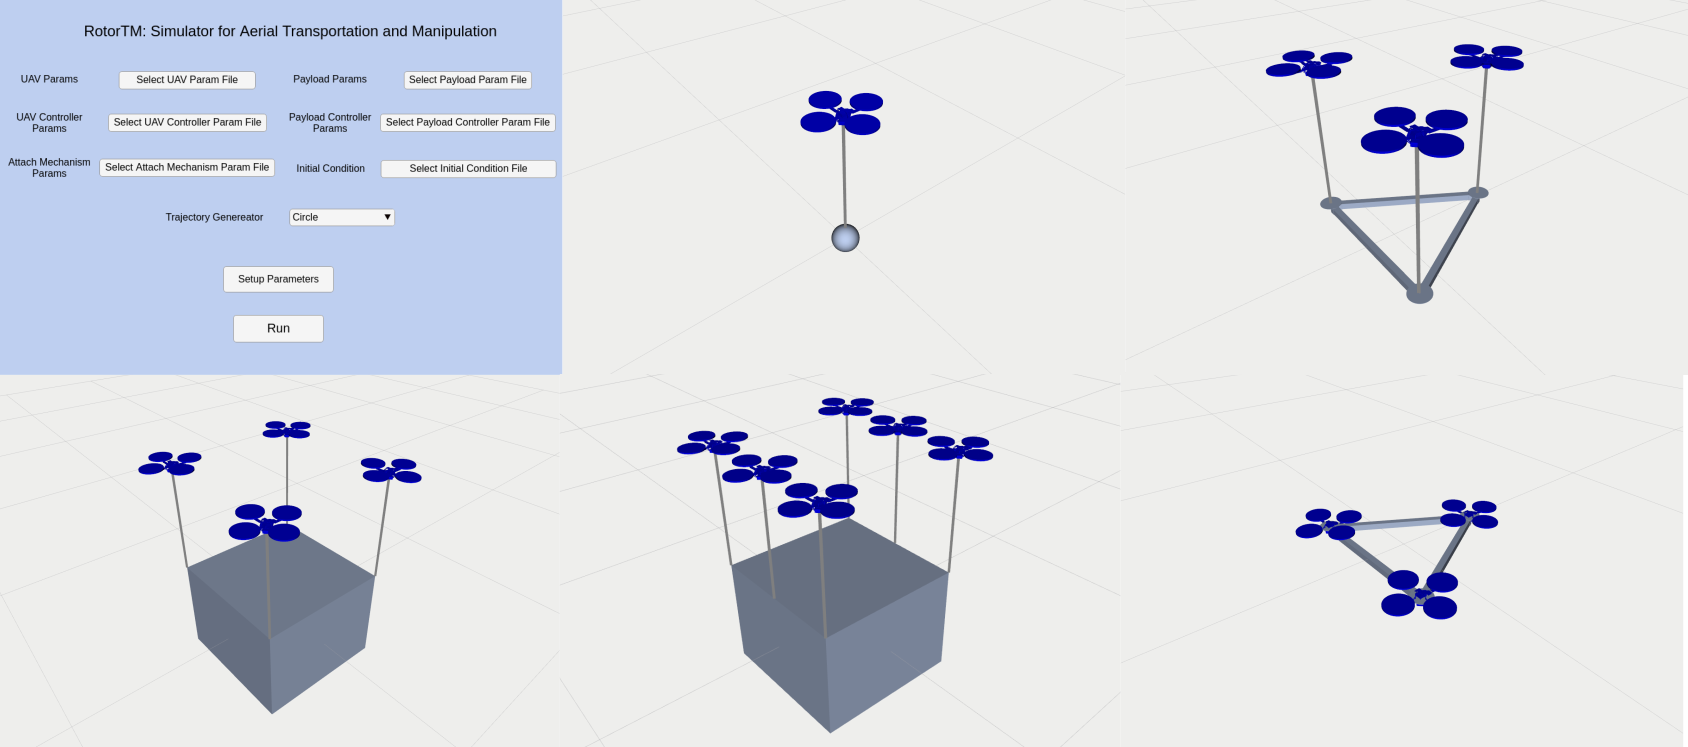 RotorTM: Simulator for Aerial Transportation and Manipulation
UAV Params
Select UAV Param File
Payload Params
Select Payload Param File
UAV Controller
Params
Select UAV Controller Param File
Payload Controller
Params
Select Payload Controller Param File
Attach Mechanism
Params
Select Attach Mechanism Param File
Initial Condition
Select Initial Condition File
Trajectory Genereator
Circle
Setup Parameters
Run